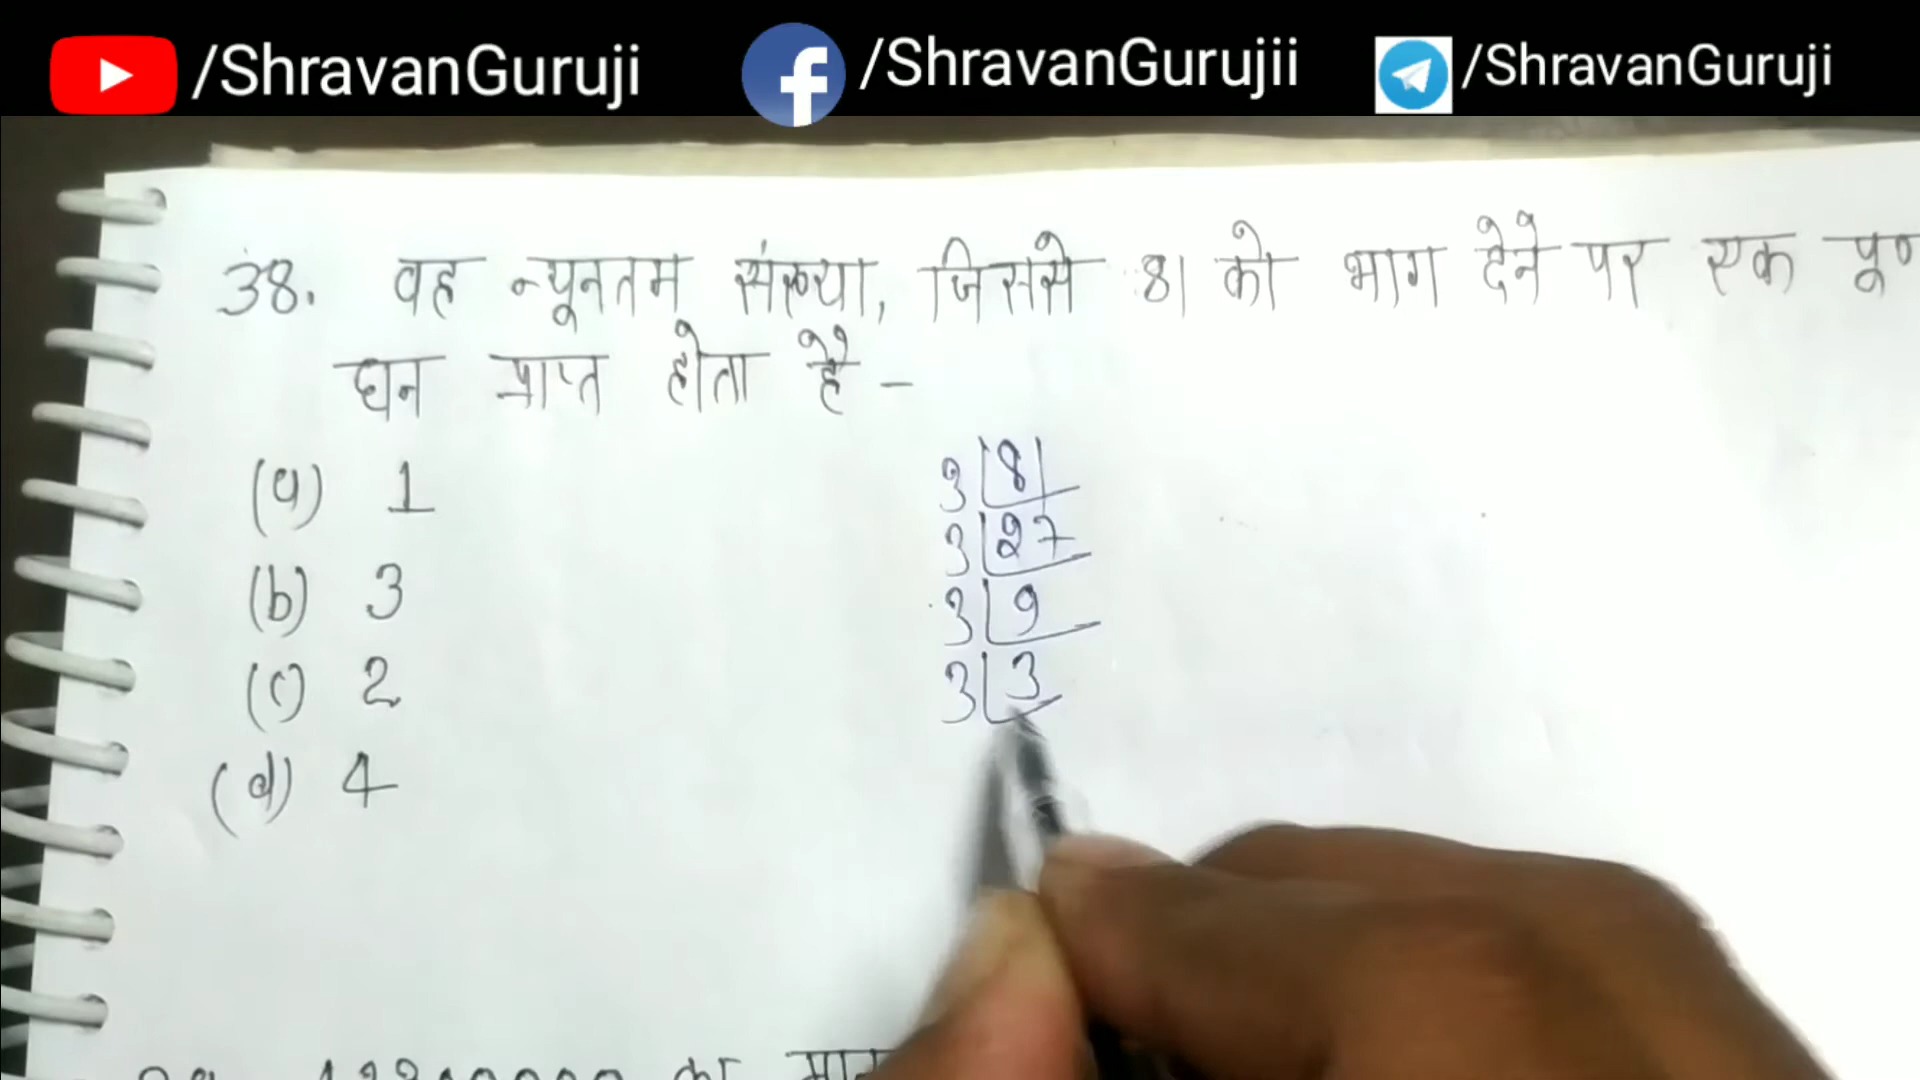 /ShravanGuruji /ShravanGurujii /ShravanGuruji
38. वह न्यूनतम संख्या, जिससे 81 को भाग देने पर एक
घन प्राप्त होता है -
(a) 1
(b) 3
(c) 2
(d) 4
3 81
3 27
3 9
3 3